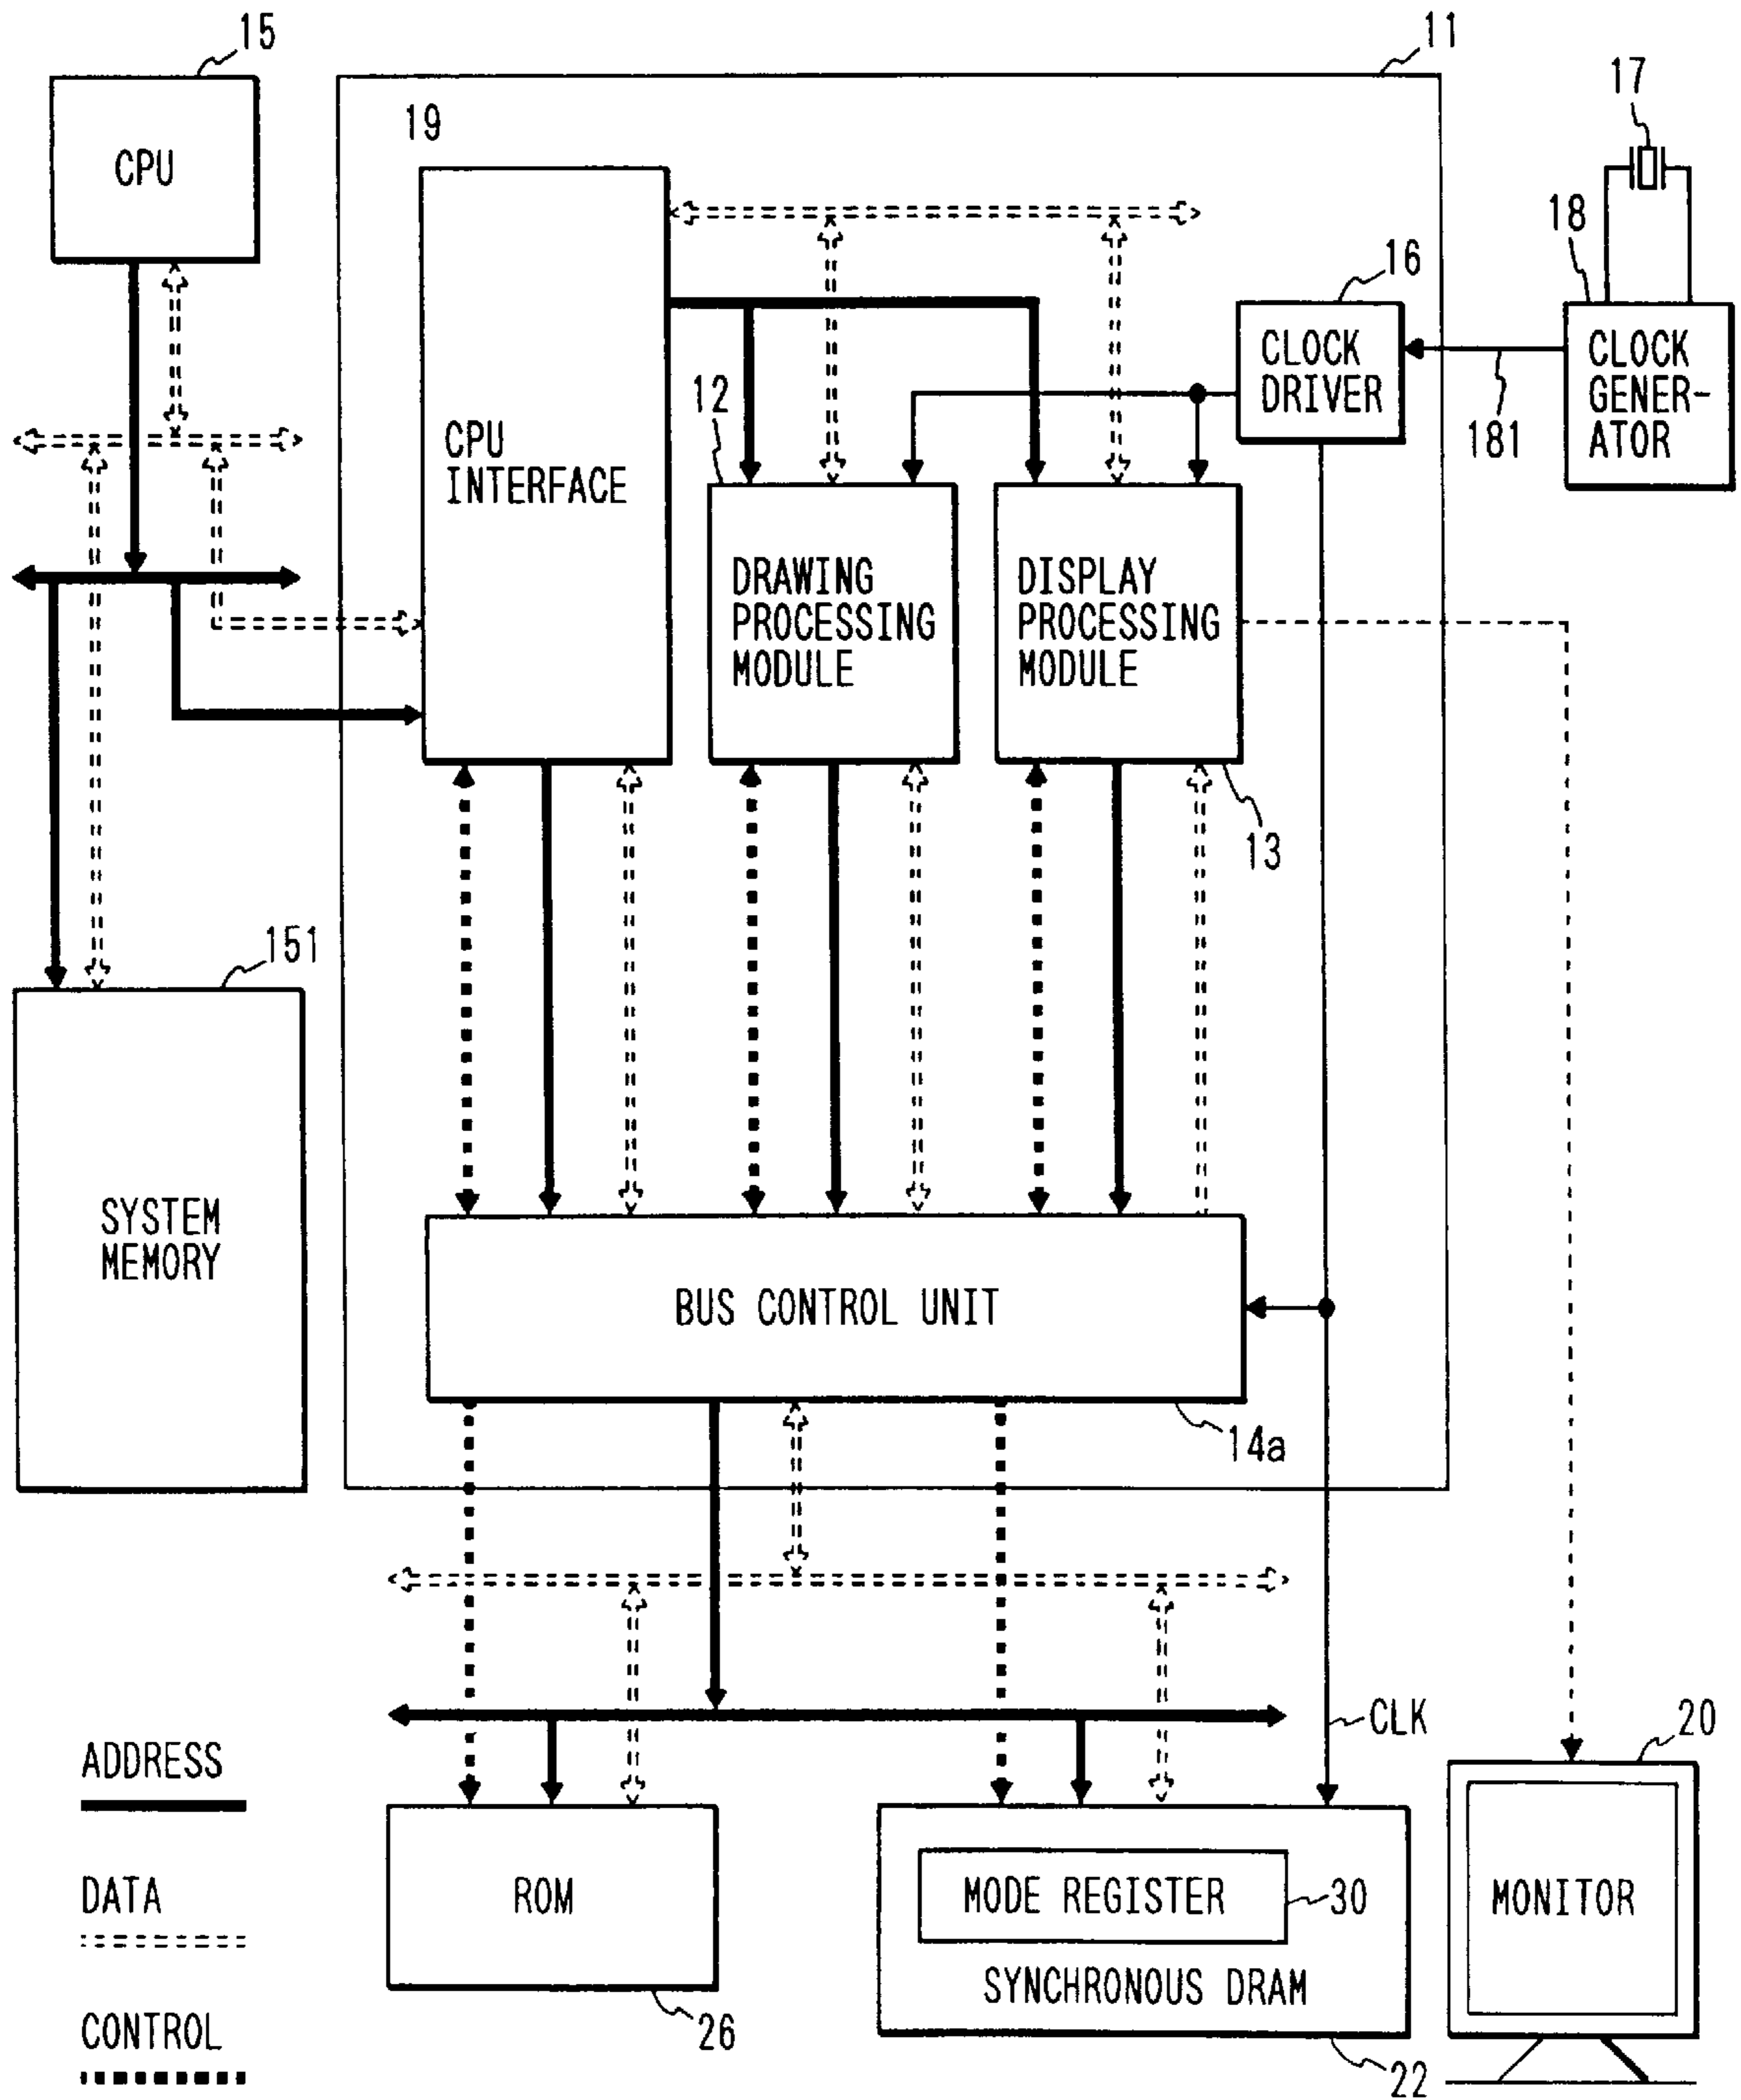 15
11
17
CPU
19
18
16
CLOCK
DRIVER
CLOCK
GENER-
ATOR
181
12
CPU
INTERFACE
DRAWING
PROCESSING
MODULE
DISPLAY
PROCESSING
MODULE
13
151
SYSTEM
MEMORY
BUS CONTROL UNIT
14a
CLK
20
ADDRESS
DATA
CONTROL
ROM
26
MODE REGISTER
30
SYNCHRONOUS DRAM
22
MONITOR